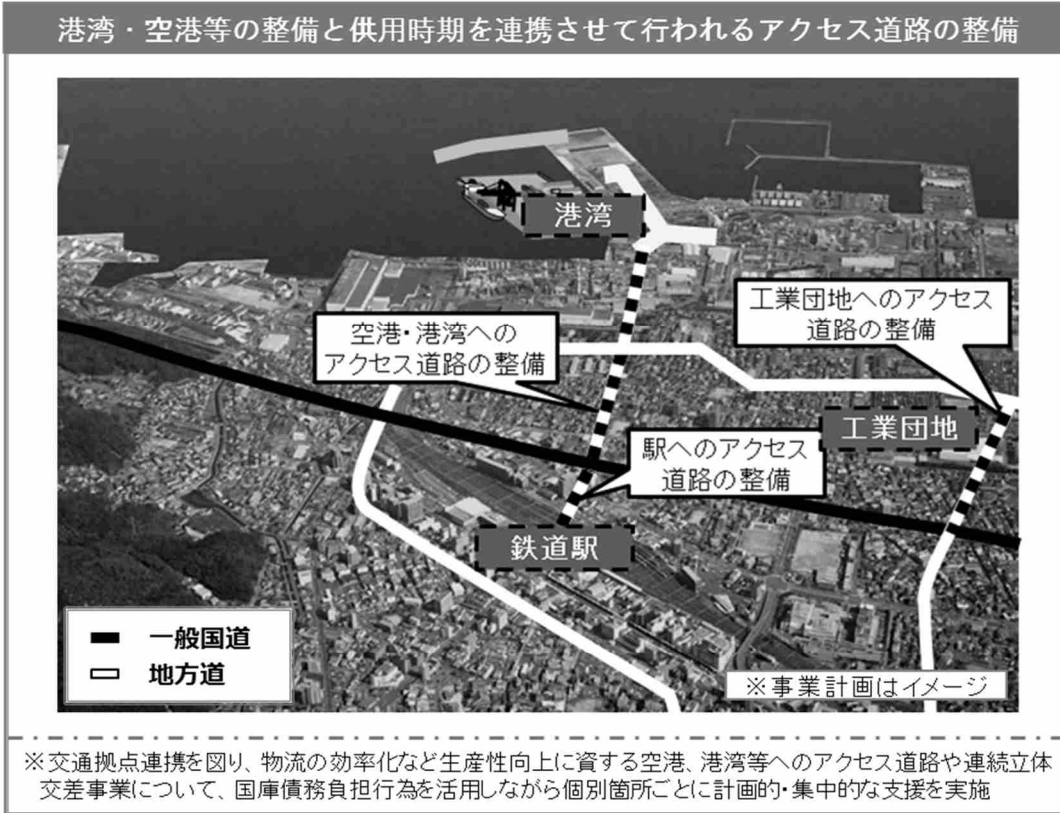 港湾・空港等の整備と供用時期を連携させて行われるアクセス道路の整備
港湾
工業団地へのアクセス
道路の整備
空港・港湾への
アクセス道路の整備
工業団地
駅へのアクセス
道路の整備
鉄道駅
一般国道
地方道
※事業計画はイメージ
※交通拠点連携を図り、物流の効率化など生産性向上に資する空港、港湾等へのアクセス道路や連続立体
交差事業について、国庫債務負担行為を活用しながら個別箇所ごとに計画的・集中的な支援を実施